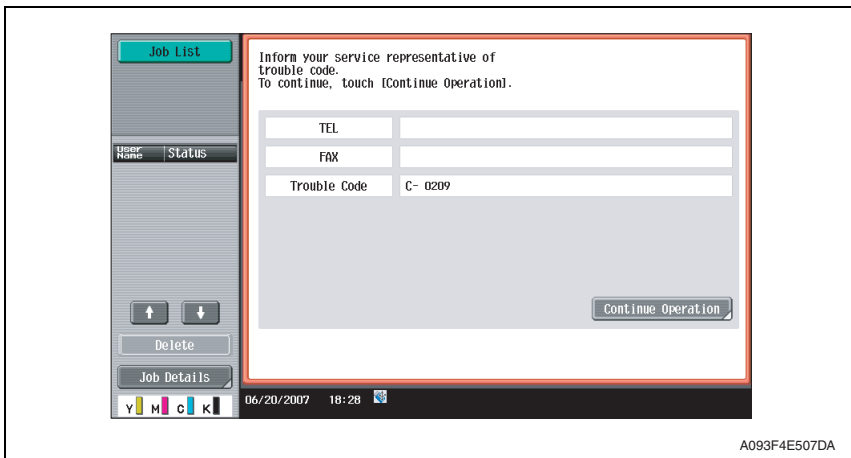 Job List
Inform your service representative of
trouble code.
To continue, touch [Continue Operation].
TEL
FAX
Trouble Code C- 0209
User Name Status
Continue Operation
Delete
Job Details
Y M C K
06/20/2007 18:28
A093F4E507DA